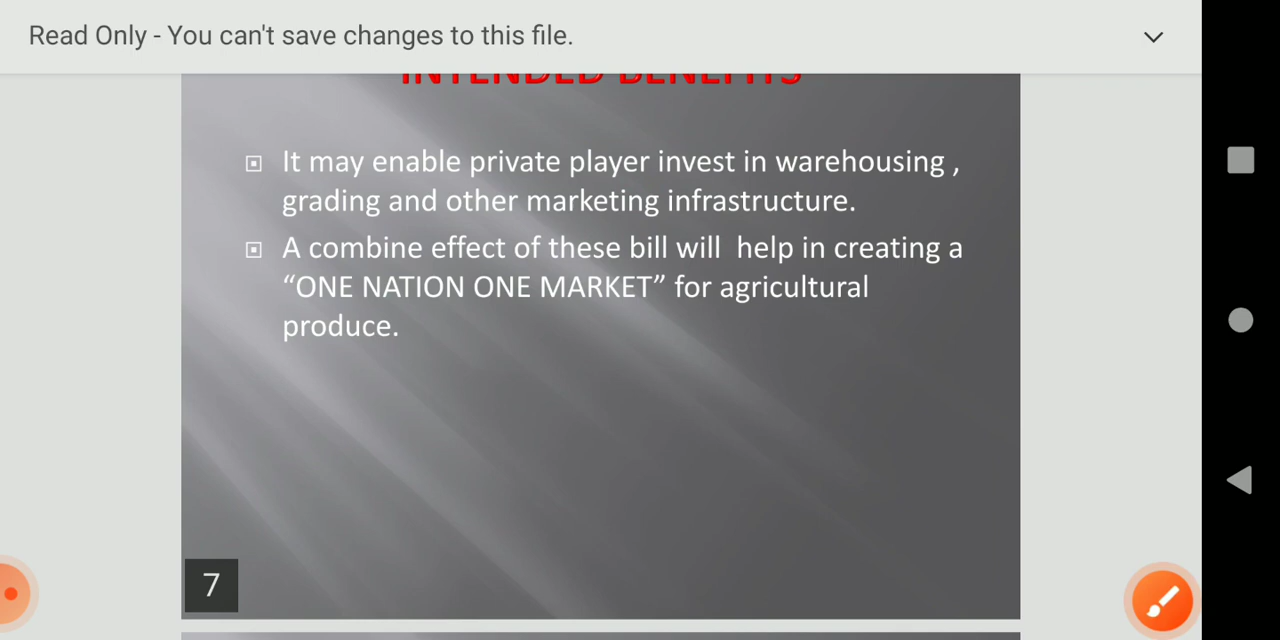 Read Only - You can't save changes to this file.
INTENDED BENEFITS
It may enable private player invest in warehousing ,
grading and other marketing infrastructure.
A combine effect of these bill will help in creating a
“ONE NATION ONE MARKET” for agricultural
produce.
7